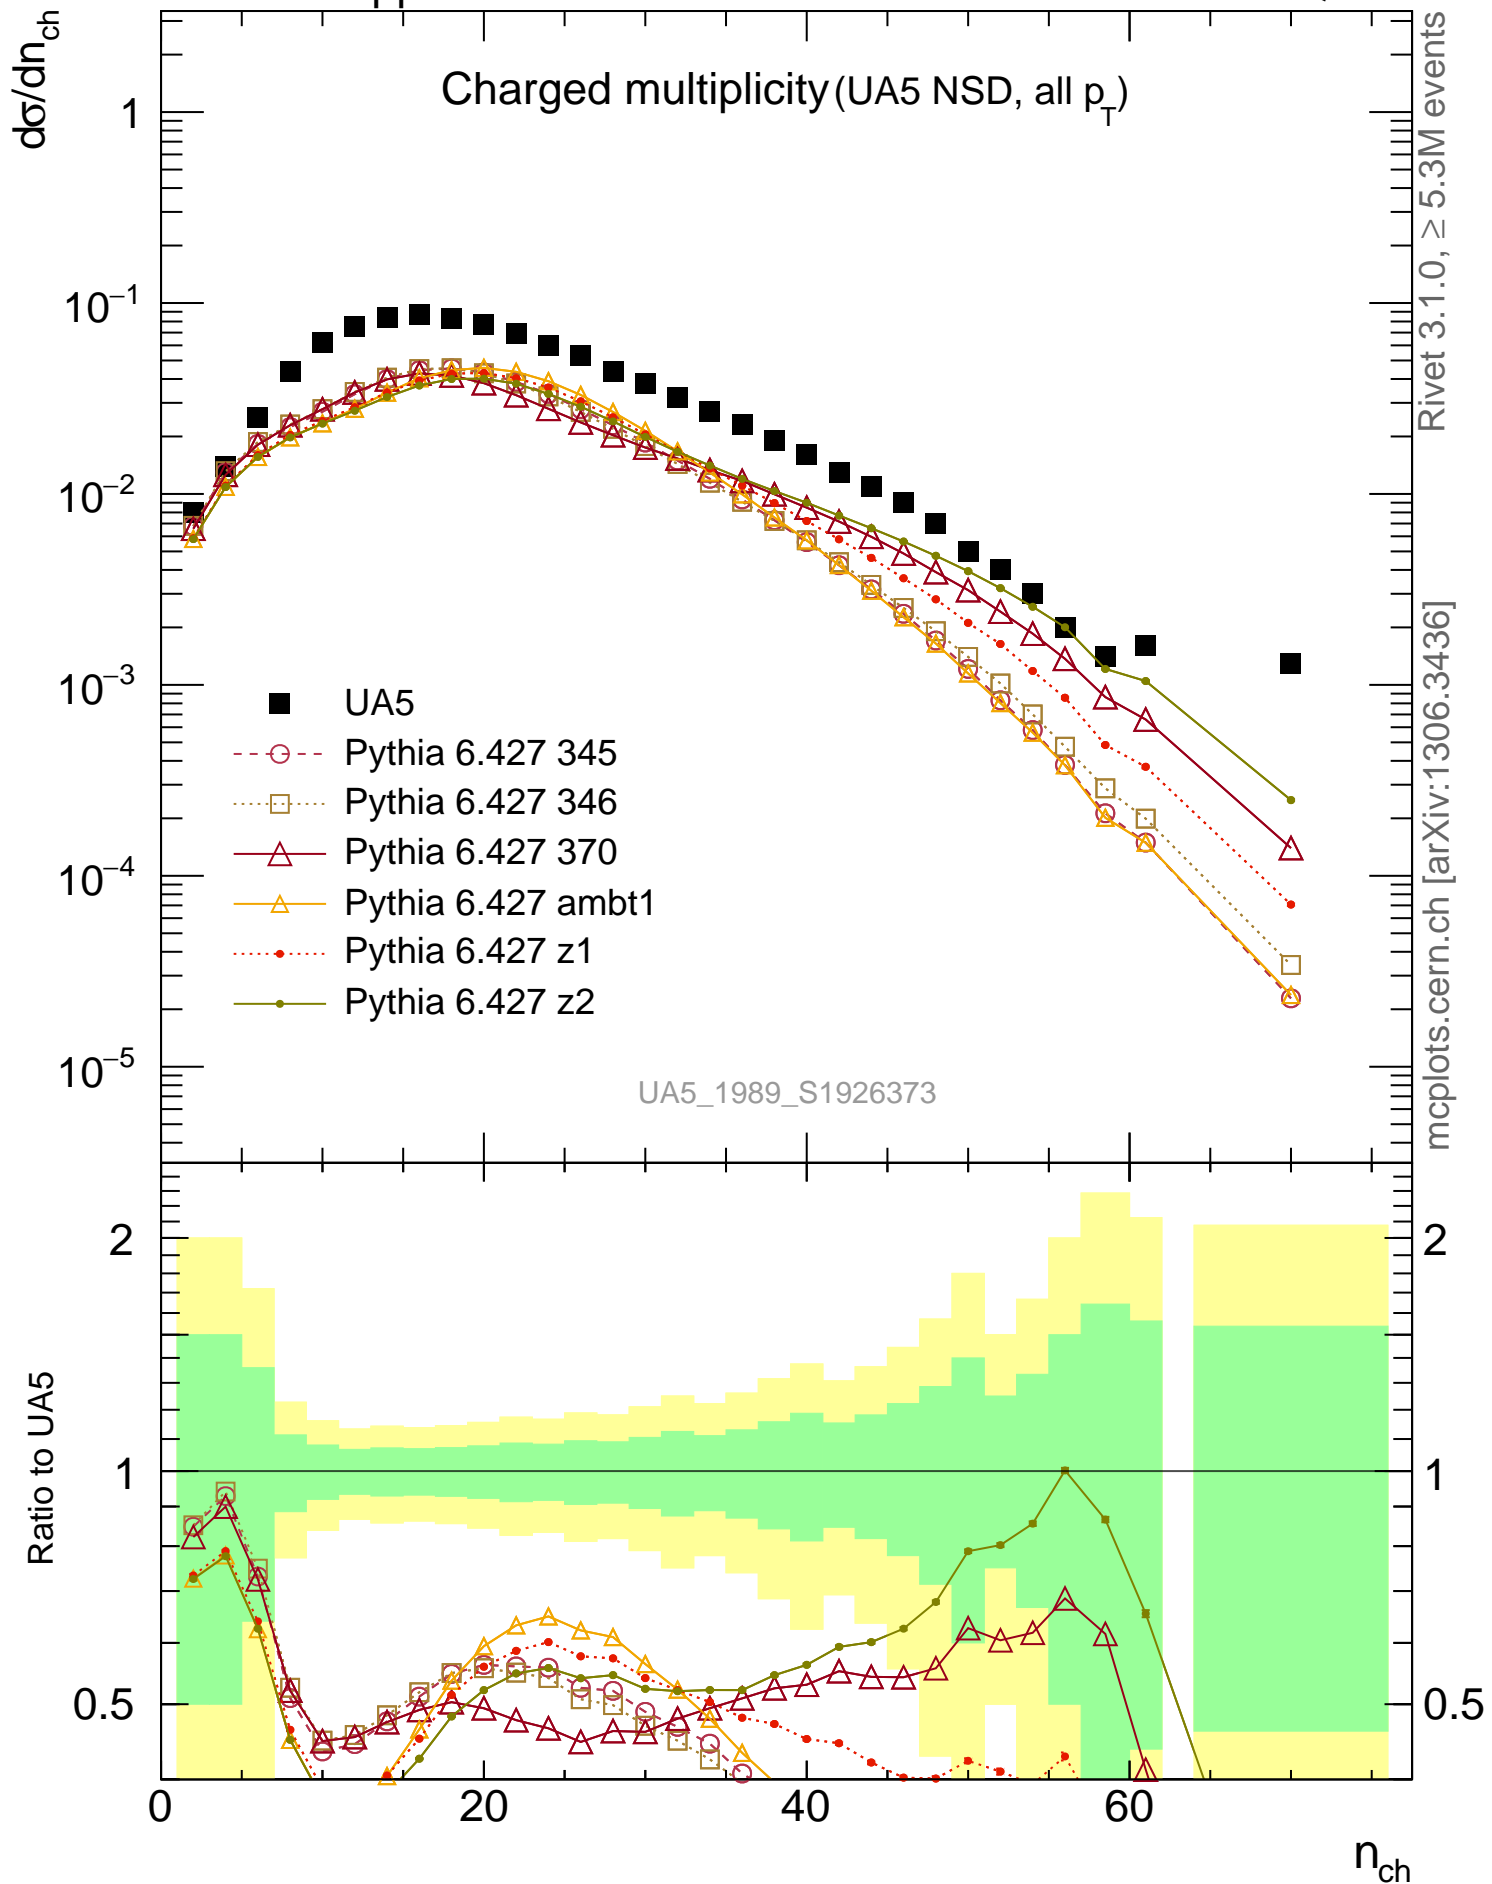 pp
dσ/dn_ch
Charged multiplicity (UA5 NSD, all p_T)
1
10^−1
10^−2
10^−3
10^−4
10^−5
UA5
Pythia 6.427 345
Pythia 6.427 346
Pythia 6.427 370
Pythia 6.427 ambt1
Pythia 6.427 z1
Pythia 6.427 z2
UA5_1989_S1926373
Rivet 3.1.0, ≥ 5.3M events
mcplots.cern.ch [arXiv:1306.3436]
Ratio to UA5
2
1
0.5
2
1
0.5
0 20 40 60
n_ch